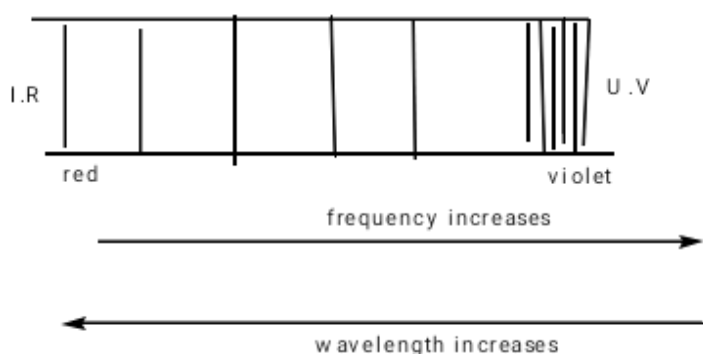 I.R
U .V
red
violet
frequency increases
wavelength increases